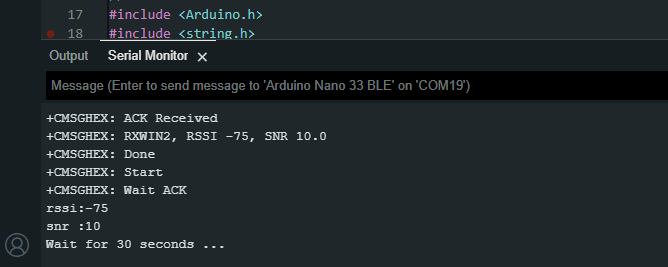 17 #include <Arduino.h>
18 #include <string.h>
Output Serial Monitor
Message (Enter to send message to 'Arduino Nano 33 BLE' on 'COM19')
+CMSGHEX: ACK Received
+CMSGHEX: RXWIN2, RSSI -75, SNR 10.0
+CMSGHEX: Done
+CMSGHEX: Start
+CMSGHEX: Wait ACK
rssi:-75
snr :10
Wait for 30 seconds ...